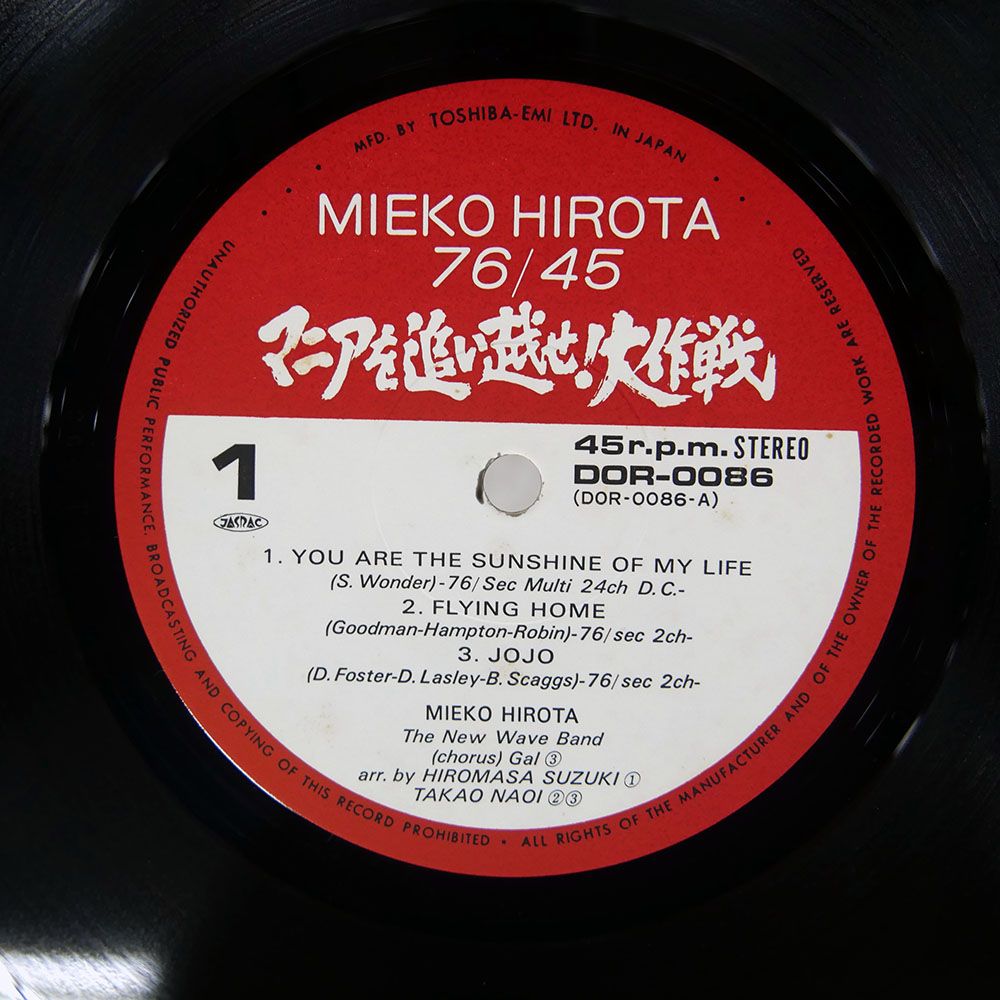 MFD. BY TOSHIBA-EMI LTD. IN JAPAN
MIEKO HIROTA
76/45
マニアを追い越せ!大作戦
1
JASRAC
45r.p.m. STEREO
DOR-0086
(DOR-0086-A)
1. YOU ARE THE SUNSHINE OF MY LIFE
(S. Wonder)-76/Sec Multi 24ch D.C.-
2. FLYING HOME
(Goodman-Hampton-Robin)-76/sec 2ch-
3. JOJO
(D. Foster-D. Lasley-B. Scaggs)-76/sec 2ch-
MIEKO HIROTA
The New Wave Band
(chorus) Gal ③
arr. by HIROMASA SUZUKI ①
TAKAO NAOI ②③
UNAUTHORIZED PUBLIC PERFORMANCE, BROADCASTING AND COPYING OF THIS RECORD PROHIBITED • ALL RIGHTS OF THE MANUFACTURER AND OF THE OWNER OF THE RECORDED WORK ARE RESERVED